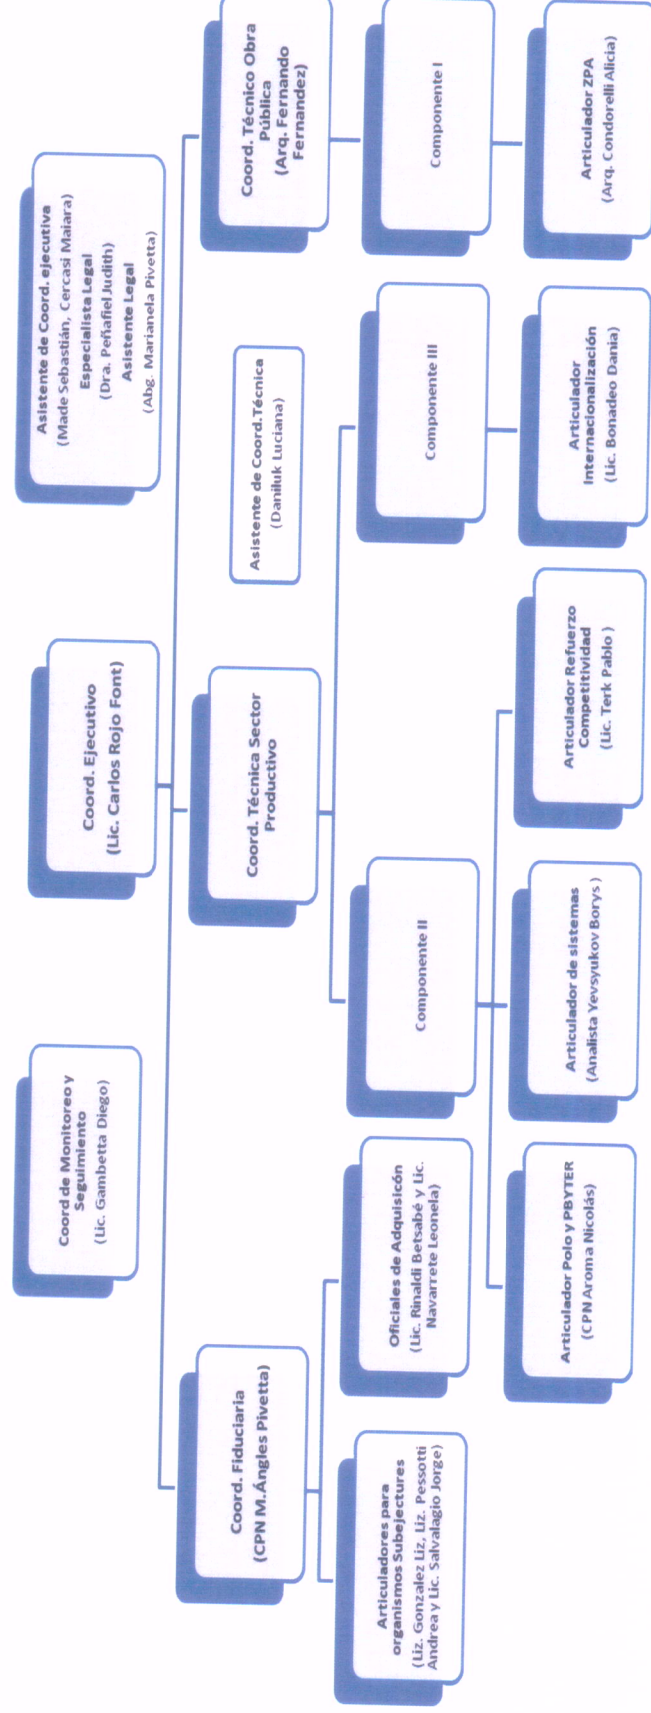 Coord de Monitoreo y
Seguimiento
(Lic. Gambetta Diego)
Coord. Ejecutivo
(Lic. Carlos Rojo Font)
Asistente de Coord. ejecutiva
(Made Sebastián, Cercasi Maiara)
Especialista Legal
(Dra. Peñafiel Judith)
Asistente Legal
(Abg. Marianela Pivetta)
Coord. Fiduciaria
(CPN M.Ángles Pivetta)
Coord. Técnica Sector
Productivo
Asistente de Coord.Técnica
(Daniluk Luciana)
Coord. Técnico Obra
Pública
(Arq. Fernando
Fernandez)
Articuladores para
organismos Subejectures
(Liz. Gonzalez Liz, Liz. Pessotti
Andrea y Lic. Salvalagio Jorge)
Oficiales de Adquisicón
(Lic. Rinaldi Betsabé y Lic.
Navarrete Leonela)
Componente II
Componente III
Componente I
Articulador Polo y PBYTER
(CPN Aroma Nicolás)
Articulador de sistemas
(Analista Yevsyukov Borys )
Articulador Refuerzo
Competitividad
(Lic. Terk Pablo )
Articulador
Internacionalización
(Lic. Bonadeo Dania)
Articulador ZPA
(Arq. Condorelli Alicia)